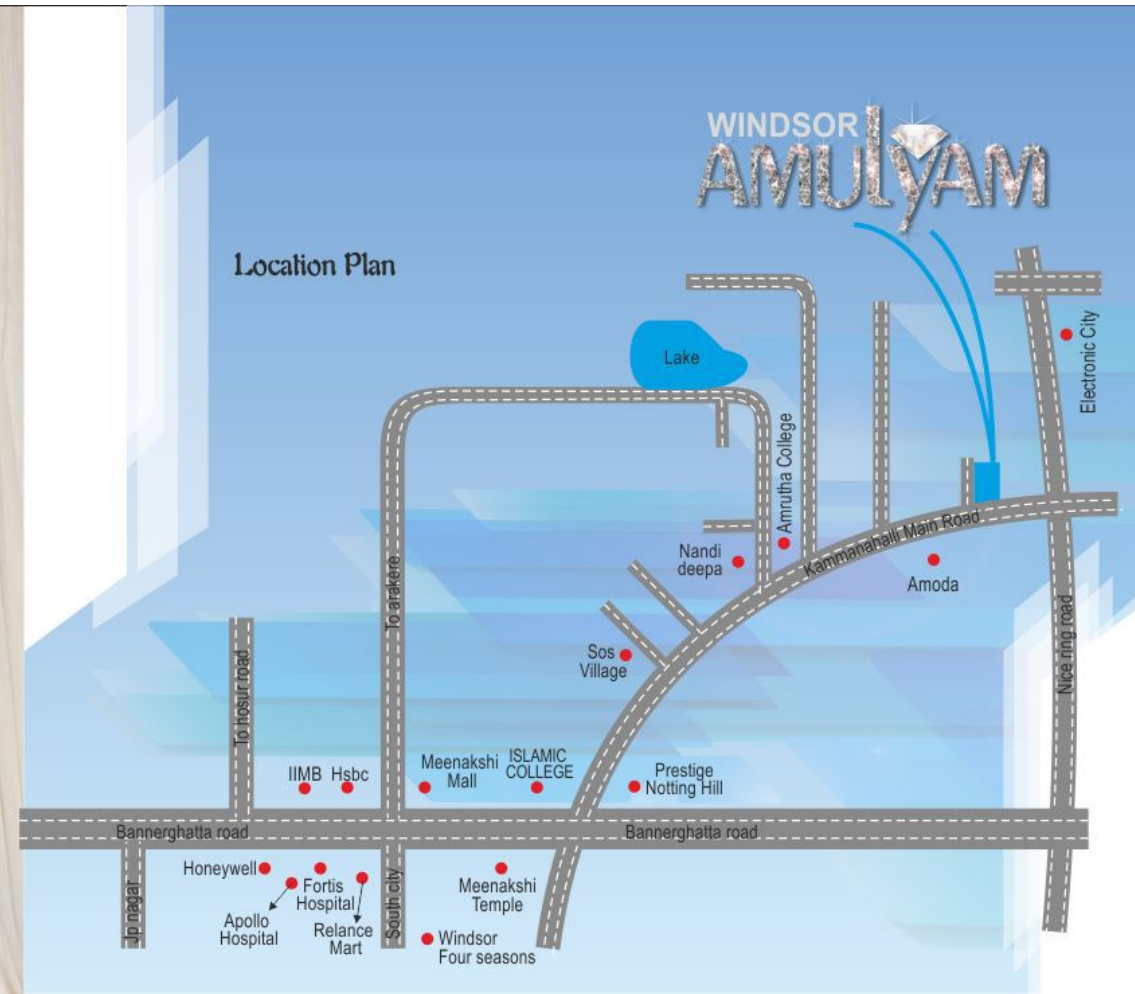 WINDSOR
AMULYAM
Location Plan
Lake
Electronic City
Amrutha College
Kammanahalli Main Road
Nandi
deepa
Amoda
To arakere
Sos
Village
Nice ring road
To hosur road
IIMB
Hsbc
Meenakshi
Mall
ISLAMIC
COLLEGE
Prestige
Notting Hill
Bannerghatta road
Bannerghatta road
Jp nagar
Honeywell
Apollo
Hospital
Fortis
Hospital
Relance
Mart
South city
Meenakshi
Temple
Windsor
Four seasons